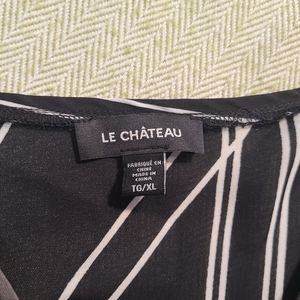 LE CHÂTEAU
FABRIQUÉ EN
CHINE
MADE IN
CHINA
TG/XL